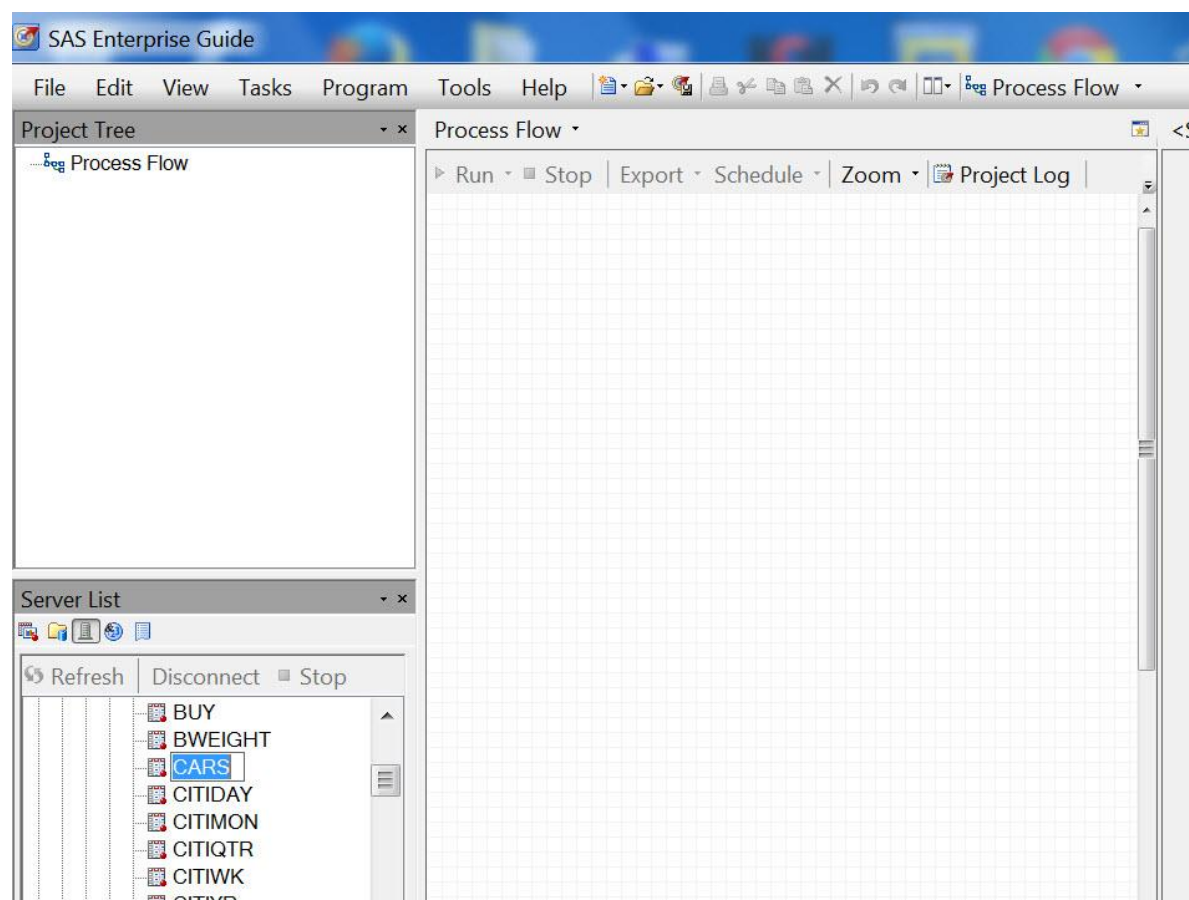 SAS Enterprise Guide
File Edit View Tasks Program Tools Help Process Flow
Project Tree
Process Flow
Process Flow
Run Stop Export Schedule Zoom Project Log
Server List
Refresh Disconnect Stop
BUY
BWEIGHT
CARS
CITIDAY
CITIMON
CITIQTR
CITIWK